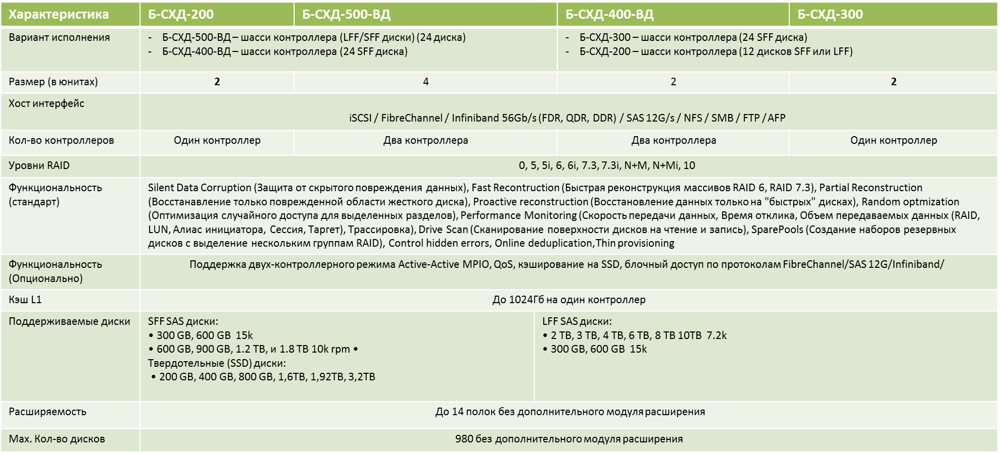 Характеристика Б-СХД-200 Б-СХД-500-ВД Б-СХД-400-ВД Б-СХД-300
Вариант исполнения
- Б-СХД-500-ВД – шасси контроллера (LFF/SFF диски) (24 диска)
- Б-СХД-400-ВД – шасси контроллера (24 SFF диска)
- Б-СХД-300 – шасси контроллера (24 SFF диска)
- Б-СХД-200 – шасси контроллера (12 дисков SFF или LFF)
Размер (в юнитах) 2 4 2 2
Хост интерфейс
iSCSI / FibreChannel / Infiniband 56Gb/s (FDR, QDR, DDR) / SAS 12G/s / NFS / SMB / FTP / AFP
Кол-во контроллеров Один контроллер Два контроллера Два контроллера Один контроллер
Уровни RAID 0, 5, 5i, 6, 6i, 7.3, 7.3i, N+M, N+Mi, 10
Функциональность
(стандарт)
Silent Data Corruption (Защита от скрытого повреждения данных), Fast Recontruction (Быстрая реконструкция массивов RAID 6, RAID 7.3), Partial Reconstruction
(Восстанавление только поврежденной области жесткого диска), Proactive reconstruction (Восстановление данных только на "быстрых" дисках), Random optmization
(Оптимизация случайного доступа для выделенных разделов), Performance Monitoring (Скорость передачи данных, Время отклика, Объем передаваемых данных (RAID,
LUN, Алиас инициатора, Сессия, Таргет), Трассировка), Drive Scan (Сканирование поверхности дисков на чтение и запись), SparePools (Создание наборов резервных
дисков с выделение нескольким группам RAID), Control hidden errors, Online deduplication, Thin provisioning
Функциональность
(Опционально)
Поддержка двух-контроллерного режима Active-Active MPIO, QoS, кэширование на SSD, блочный доступ по протоколам FibreChannel/SAS 12G/Infiniband/
Кэш L1 До 1024Гб на один контроллер
Поддерживаемые диски
SFF SAS диски:
• 300 GB, 600 GB 15k
• 600 GB, 900 GB, 1.2 TB, и 1.8 TB 10k rpm •
Твердотельные (SSD) диски:
• 200 GB, 400 GB, 800 GB, 1,6TB, 1,92TB, 3,2TB
LFF SAS диски:
• 2 TB, 3 TB, 4 TB, 6 TB, 8 TB 10TB 7.2k
• 300 GB, 600 GB 15k
Расширяемость До 14 полок без дополнительного модуля расширения
Max. Кол-во дисков 980 без дополнительного модуля расширения